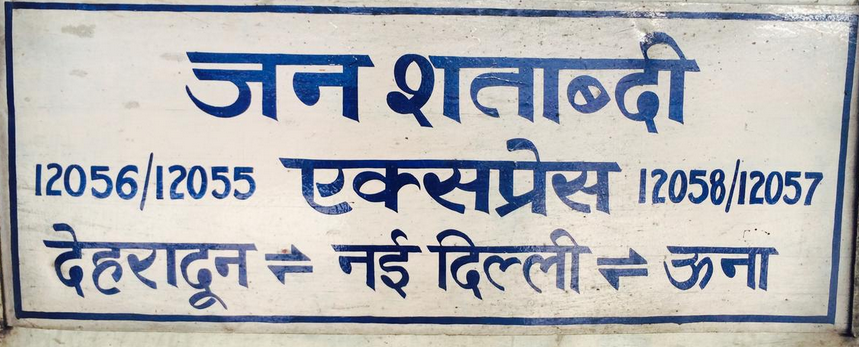 जन शताब्दी
12056/12055 एक्सप्रेस 12058/12057
देहरादून ⇌ नई दिल्ली ⇌ ऊना